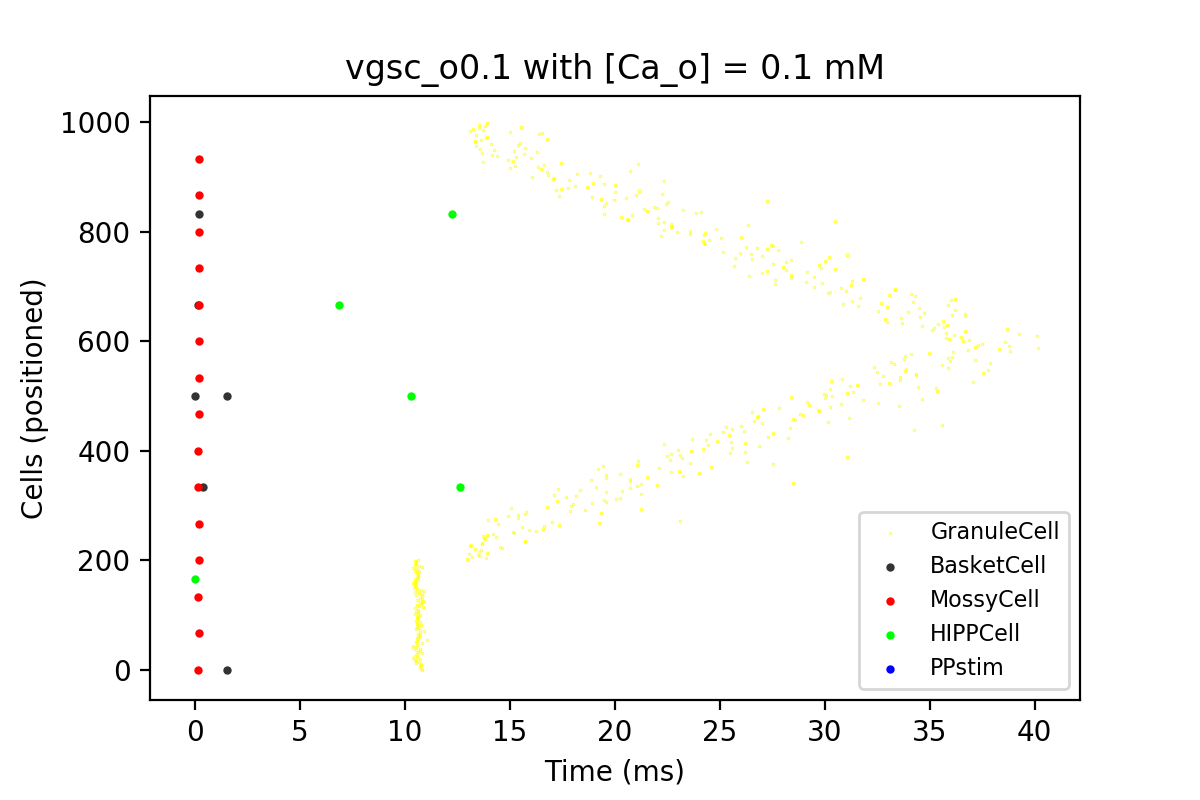 vgsc_o0.1 with [Ca_o] = 0.1 mM
1000
800
600
400
200
0
Cells (positioned)
GranuleCell
BasketCell
MossyCell
HIPPCell
PPstim
0 5 10 15 20 25 30 35 40
Time (ms)